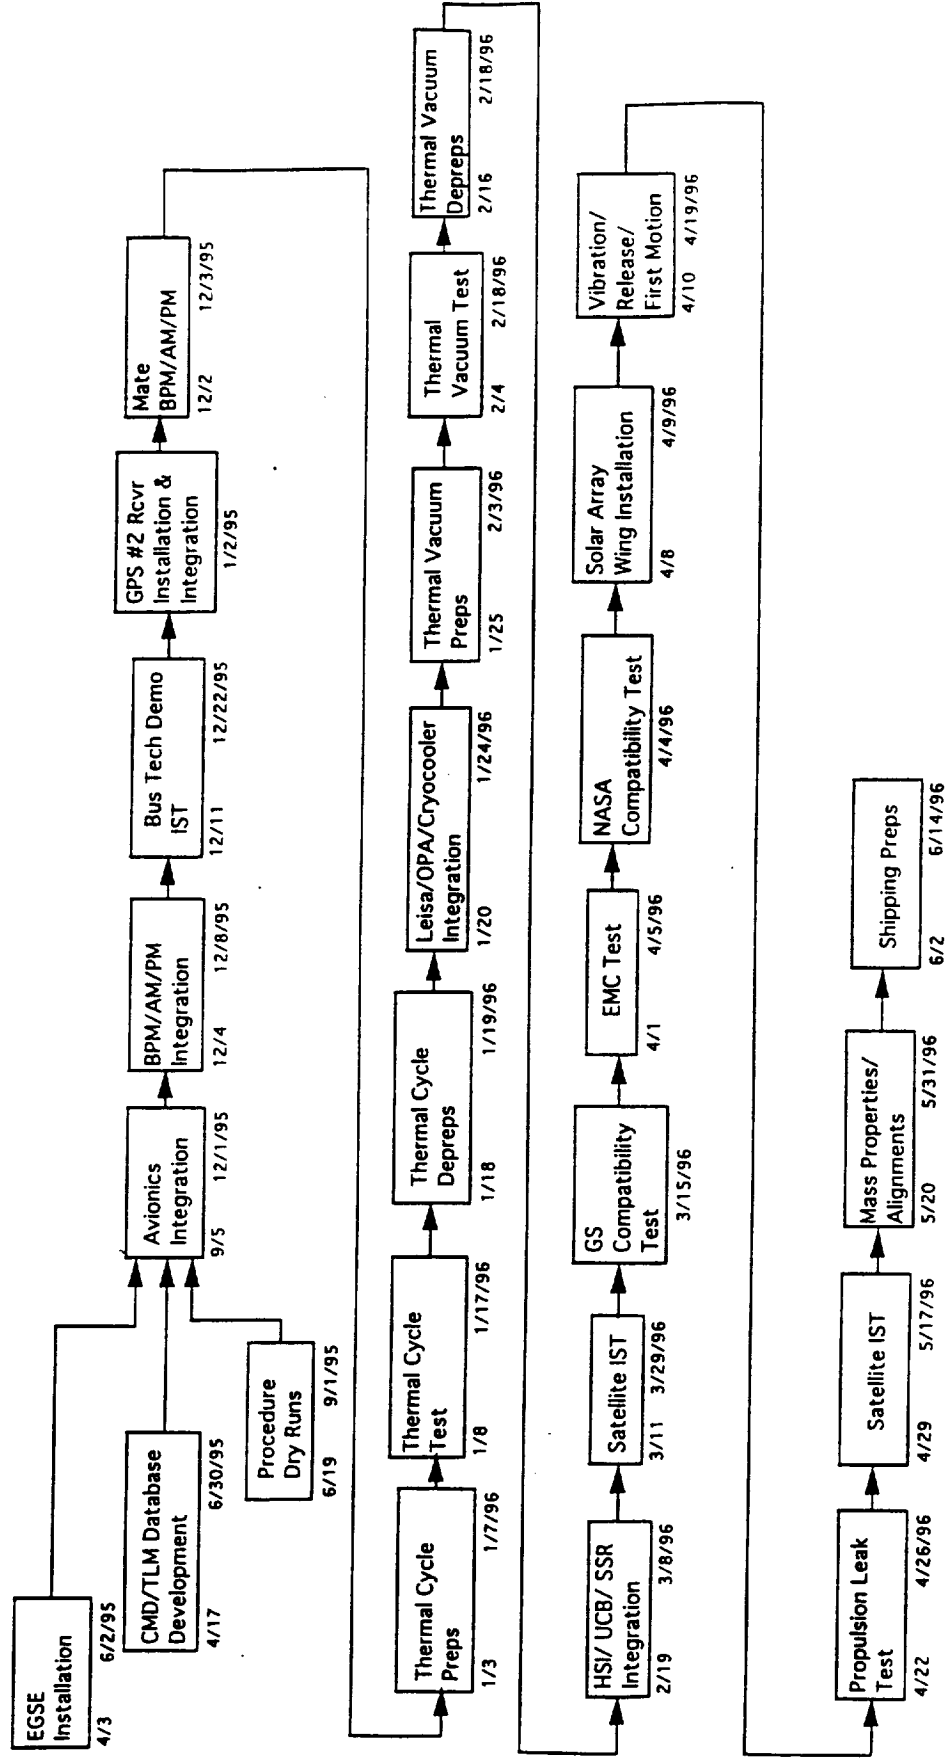 EGSE
Installation
4/3 6/2/95
CMD/TLM Database
Development
4/17 6/30/95
Procedure
Dry Runs
6/19 9/1/95
Avionics
Integration
9/5 12/1/95
BPM/AM/PM
Integration
12/4 12/8/95
Bus Tech Demo
IST
12/11 12/22/95
GPS #2 Rcvr
Installation &
Integration
1/2/95
Mate
BPM/AM/PM
12/2 12/3/95
Thermal Cycle
Preps
1/3 1/7/96
Thermal Cycle
Test
1/8 1/17/96
Thermal Cycle
Depreps
1/18 1/19/96
Leisa/OPA/Cryocooler
Integration
1/20 1/24/96
Thermal Vacuum
Preps
1/25 2/3/96
Thermal
Vacuum Test
2/4 2/18/96
Thermal Vacuum
Depreps
2/16 2/18/96
HSI/ UCB/ SSR
Integration
2/19 3/8/96
Satellite IST
3/11 3/29/96
GS
Compatibility
Test
3/15/96
EMC Test
4/1 4/5/96
NASA
Compatibility Test
4/4/96
Solar Array
Wing Installation
4/8 4/9/96
Vibration/
Release/
First Motion
4/10 4/19/96
Propulsion Leak
Test
4/22 4/26/96
Satellite IST
4/29 5/17/96
Mass Properties/
Alignments
5/20 5/31/96
Shipping Preps
6/2 6/14/96